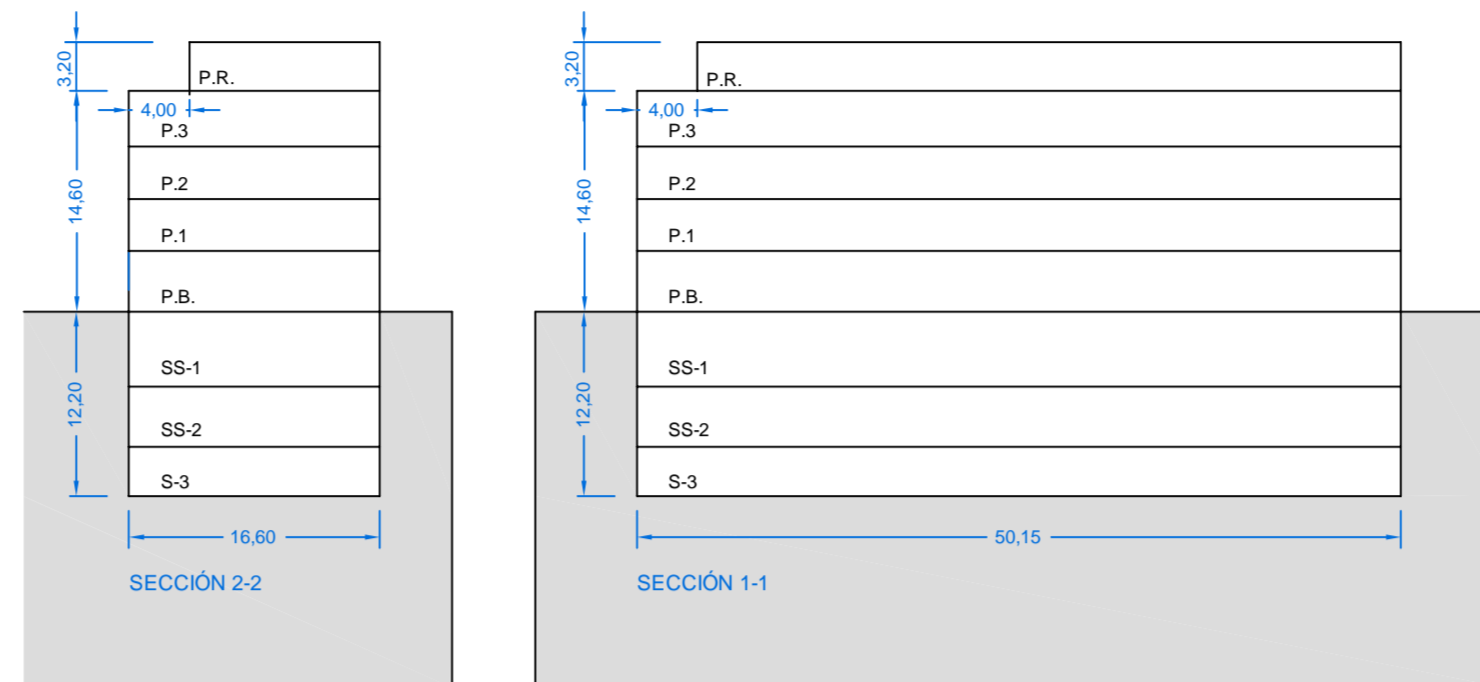 3,20
P.R.
4,00
P.3
14,60
P.2
P.1
P.B.
SS-1
12,20
SS-2
S-3
16,60
SECCIÓN 2-2
3,20
P.R.
4,00
P.3
14,60
P.2
P.1
P.B.
SS-1
12,20
SS-2
S-3
50,15
SECCIÓN 1-1